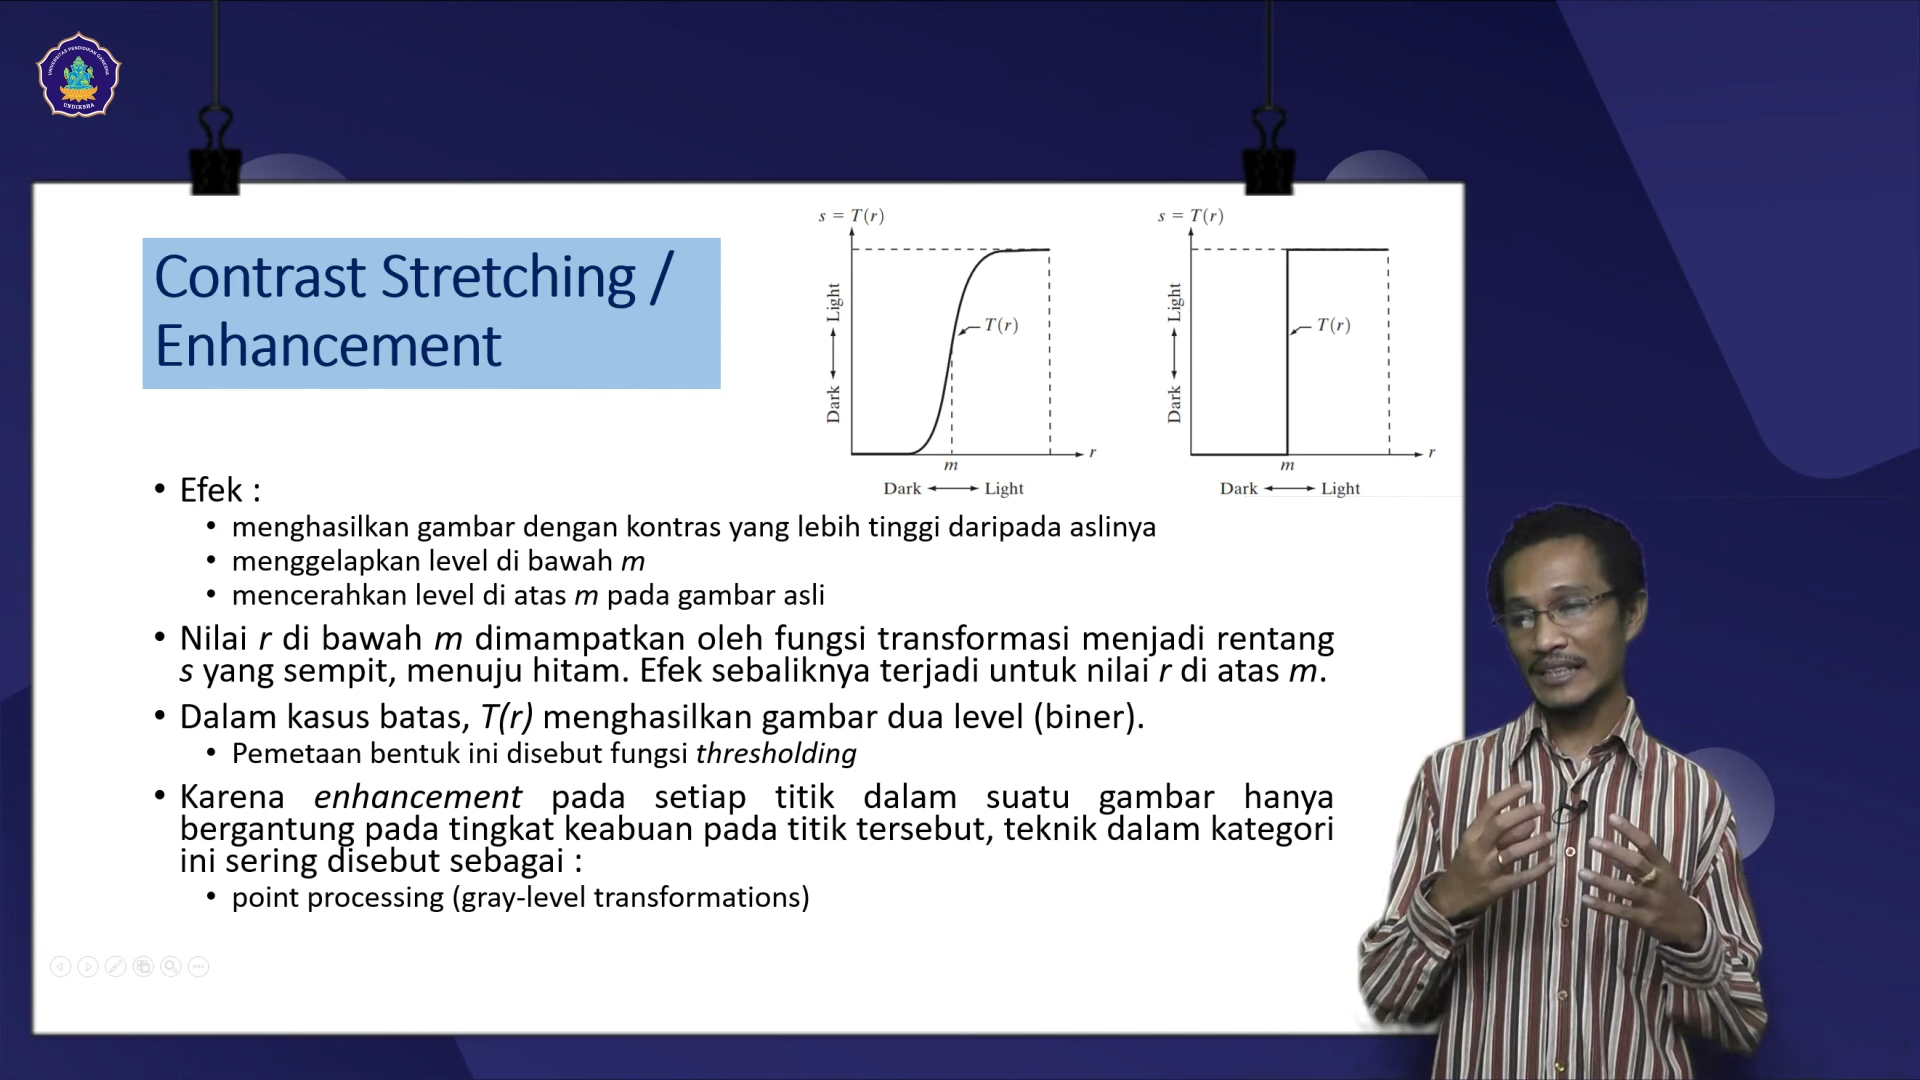 UNIVERSITAS PENDIDIKAN GANESHA
UNDIKSHA
Contrast Stretching /
Enhancement
s = T(r)
Dark Light
T(r)
m
r
Dark Light
s = T(r)
Dark Light
T(r)
m
r
Dark Light
• Efek :
• menghasilkan gambar dengan kontras yang lebih tinggi daripada aslinya
• menggelapkan level di bawah m
• mencerahkan level di atas m pada gambar asli
• Nilai r di bawah m dimampatkan oleh fungsi transformasi menjadi rentang
s yang sempit, menuju hitam. Efek sebaliknya terjadi untuk nilai r di atas m.
• Dalam kasus batas, T(r) menghasilkan gambar dua level (biner).
• Pemetaan bentuk ini disebut fungsi thresholding
• Karena enhancement pada setiap titik dalam suatu gambar hanya
bergantung pada tingkat keabuan pada titik tersebut, teknik dalam kategori
ini sering disebut sebagai :
• point processing (gray-level transformations)